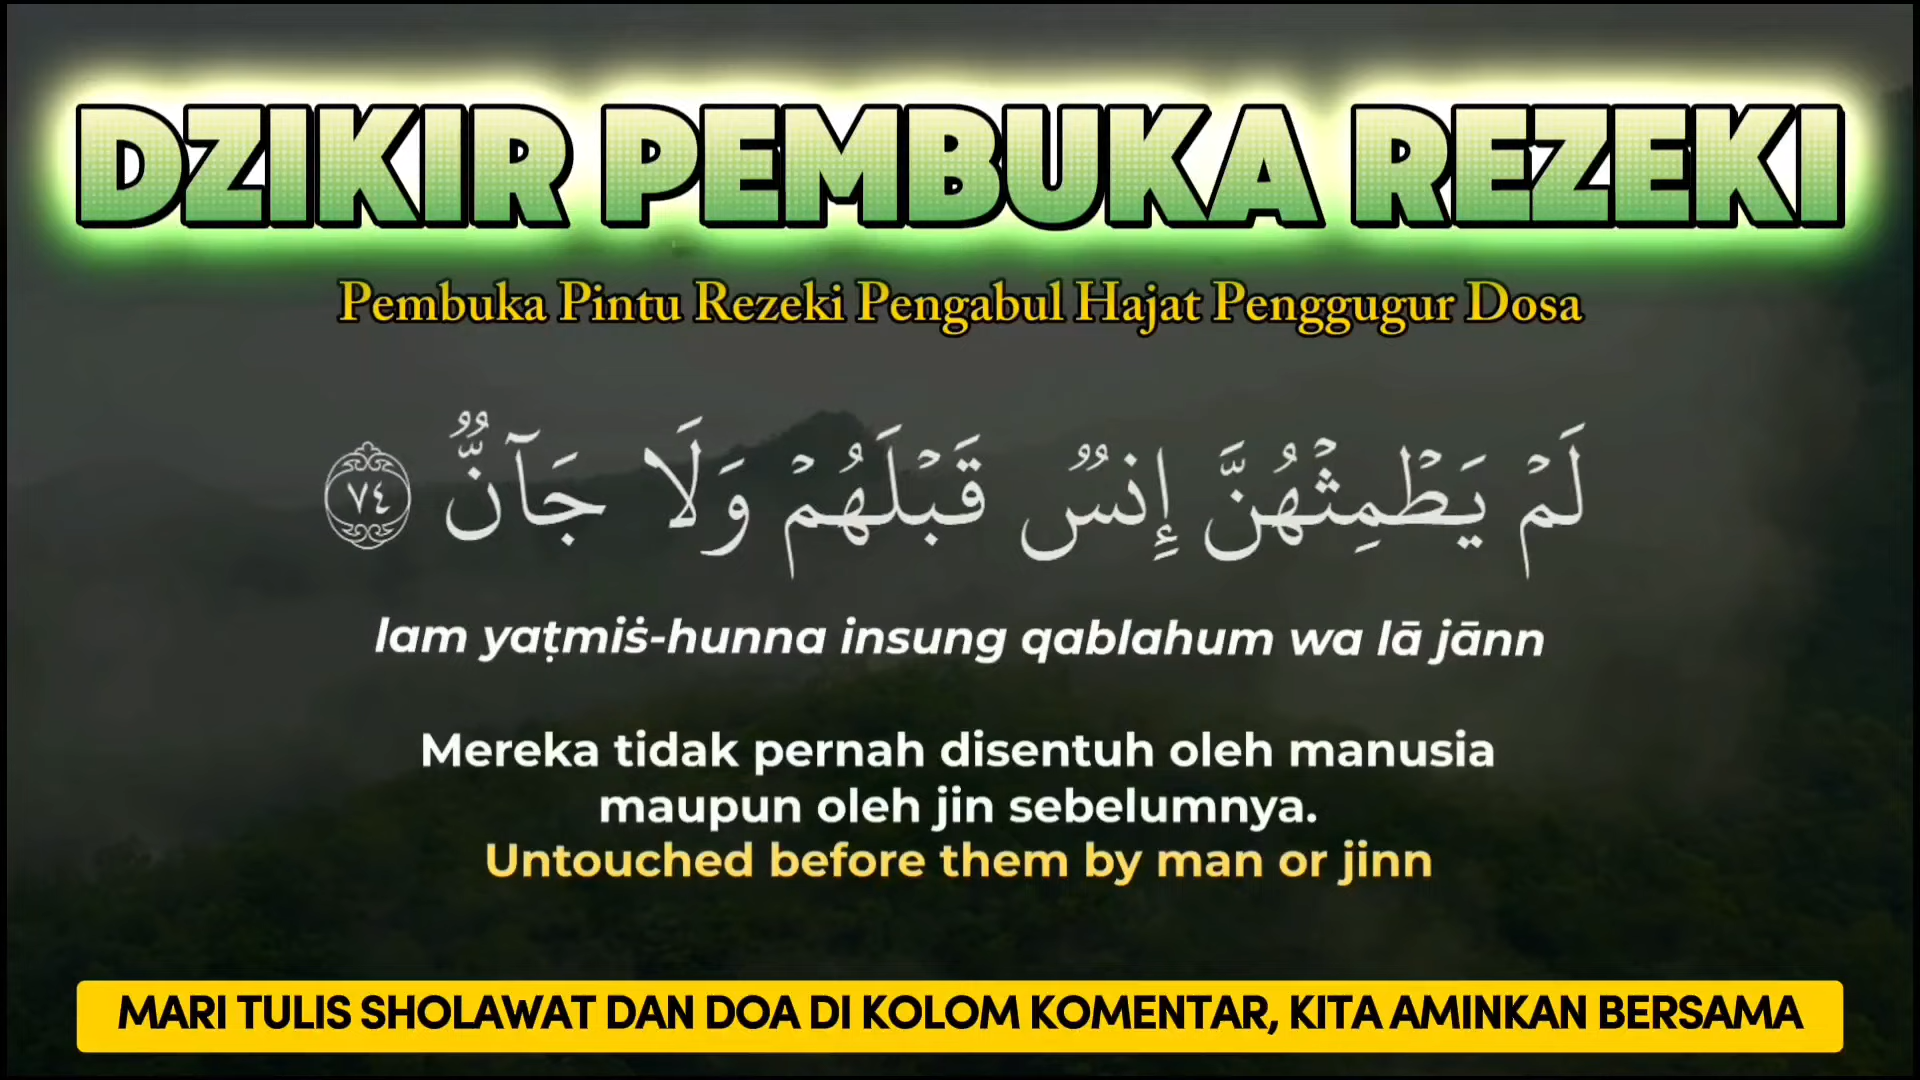 DZIKIR PEMBUKA REZEKI
Pembuka Pintu Rezeki Pengabul Hajat Penggugur Dosa
لَمْ يَطْمِثْهُنَّ إِنسٌ قَبْلَهُمْ وَلَا جَآنٌّ ٧٤
lam yaṭmiṡ-hunna insung qablahum wa lā jānn
Mereka tidak pernah disentuh oleh manusia
maupun oleh jin sebelumnya.
Untouched before them by man or jinn
MARI TULIS SHOLAWAT DAN DOA DI KOLOM KOMENTAR, KITA AMINKAN BERSAMA